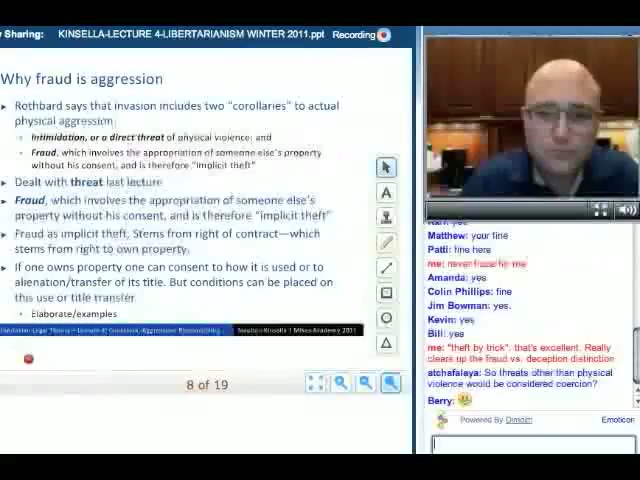 Sharing: KINSELLA-LECTURE 4-LIBERTARIANISM WINTER 2011.ppt Recording
Why fraud is aggression
Rothbard says that invasion includes two "corollaries" to actual
physical aggression:
Intimidation, or a direct threat of physical violence; and
Fraud, which involves the appropriation of someone else's property
without his consent, and is therefore "implicit theft"
Dealt with threat last lecture
Fraud, which involves the appropriation of someone else's
property without his consent, and is therefore "implicit theft"
Fraud as implicit theft. Stems from right of contract—which
stems from right to own property.
If one owns property one can consent to how it is used or to
alienation/transfer of its title. But conditions can be placed on
this use or title transfer
Elaborate/examples
8 of 19
yes
Matthew: your fine
Patti: fine here
me: never froze for me
Amanda: yes
Colin Phillips: fine
Jim Bowman: yes.
Kevin: yes
Bill: yes
me: "theft by trick". that's excellent. Really
clears up the fraud vs. deception distinction
atchafalaya: So threats other than physical
violence would be considered coercion?
Berry:
Powered By Dimdim Emoticon